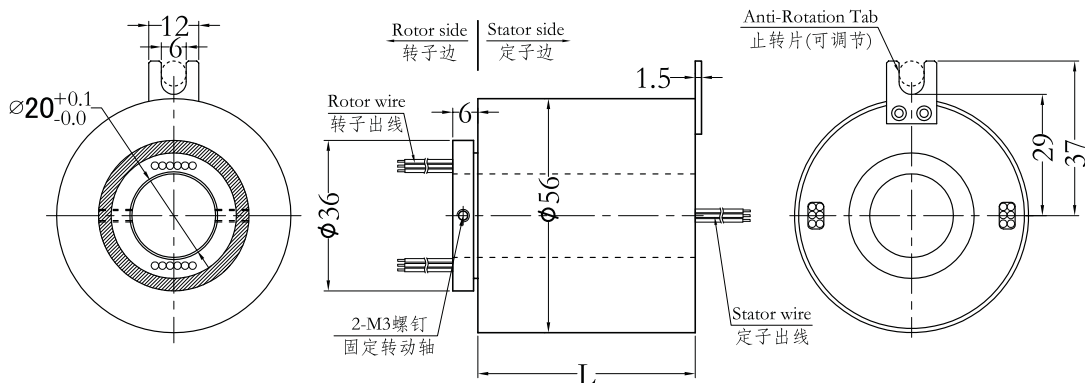 12
6
⌀20+0.1
-0.0
Rotor side
转子边
Stator side
定子边
Rotor wire
转子出线
6
1.5
ϕ36
ϕ56
2-M3螺钉
固定转动轴
L
Stator wire
定子出线
Anti-Rotation Tab
止转片(可调节)
29
37